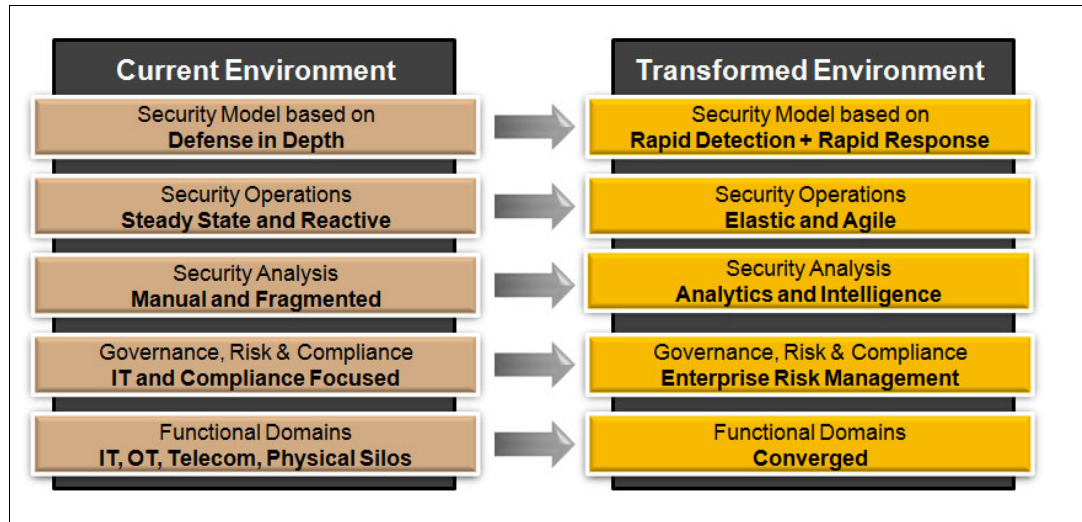 Current Environment
Security Model based on
Defense in Depth
Security Operations
Steady State and Reactive
Security Analysis
Manual and Fragmented
Governance, Risk & Compliance
IT and Compliance Focused
Functional Domains
IT, OT, Telecom, Physical Silos
Transformed Environment
Security Model based on
Rapid Detection + Rapid Response
Security Operations
Elastic and Agile
Security Analysis
Analytics and Intelligence
Governance, Risk & Compliance
Enterprise Risk Management
Functional Domains
Converged